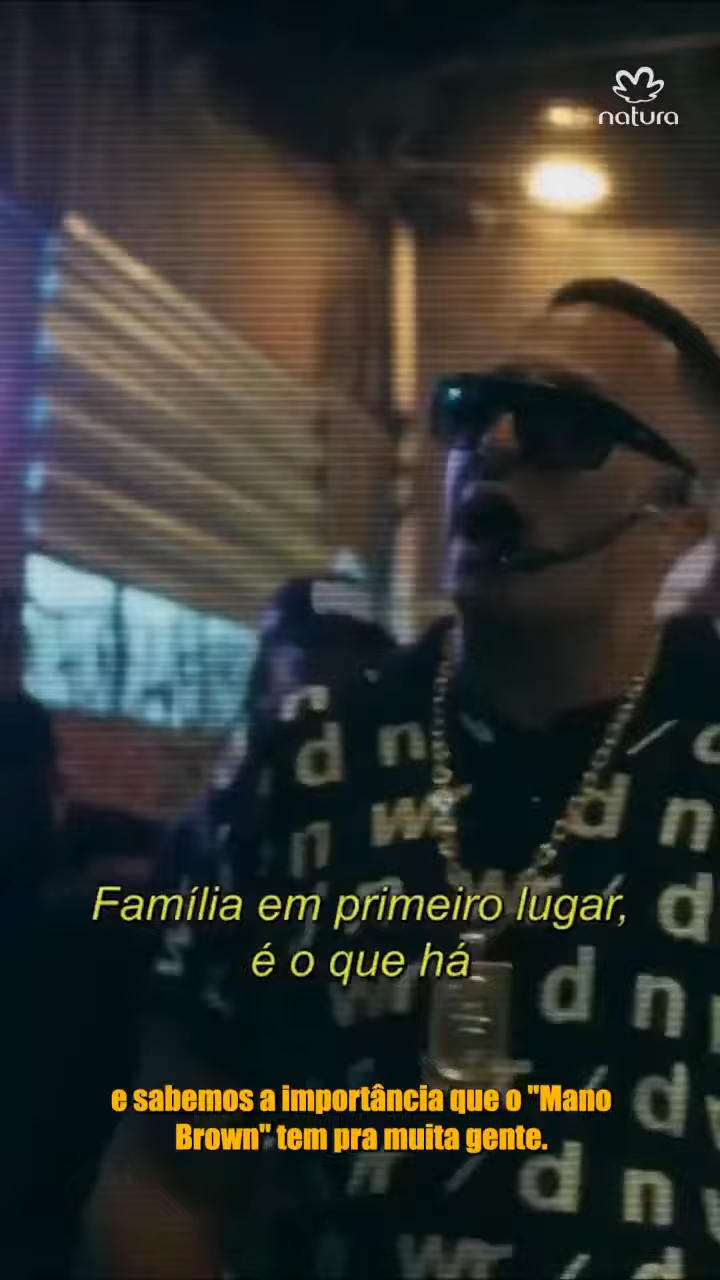 natura
Família em primeiro lugar,
é o que há
e sabemos a importância que o "Mano
Brown" tem pra muita gente.